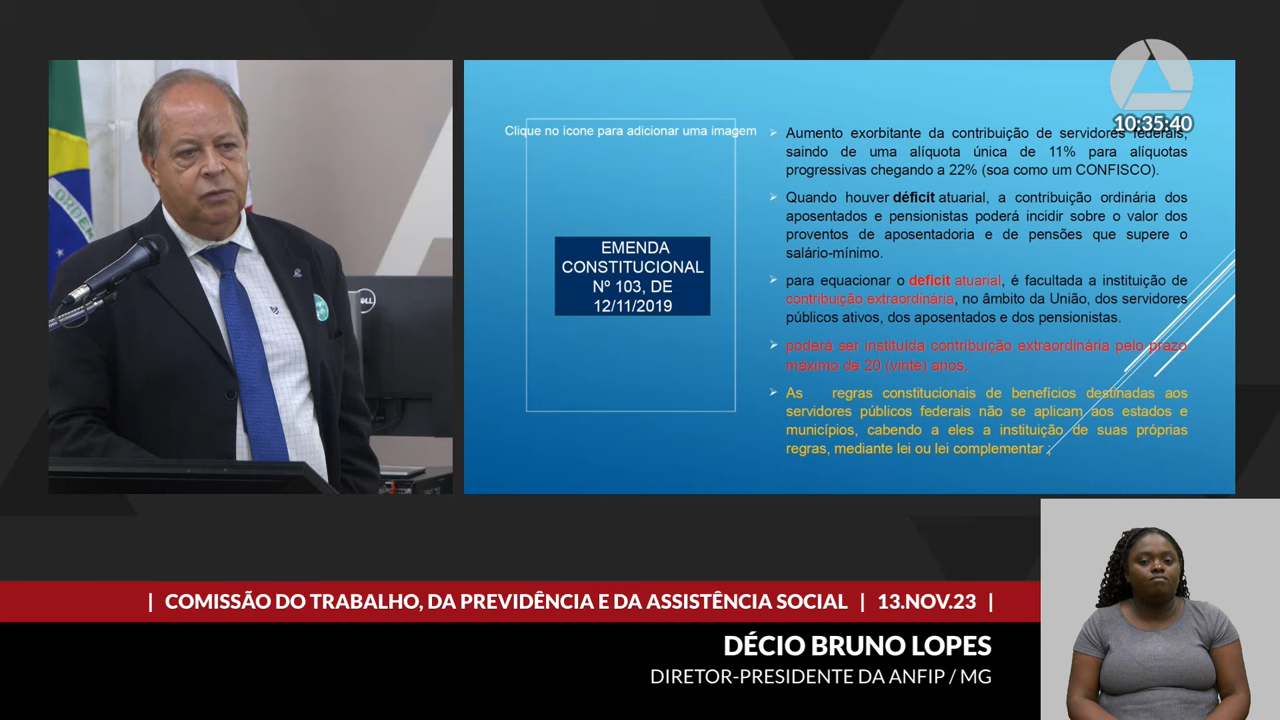 ORDE
DELL
10:35:40
Clique no ícone para adicionar uma imagem
EMENDA
CONSTITUCIONAL
Nº 103, DE
12/11/2019
Aumento exorbitante da contribuição de servidores federais,
saindo de uma alíquota única de 11% para alíquotas
progressivas chegando a 22% (soa como um CONFISCO).
Quando houver déficit atuarial, a contribuição ordinária dos
aposentados e pensionistas poderá incidir sobre o valor dos
proventos de aposentadoria e de pensões que supere o
salário-mínimo.
para equacionar o deficit atuarial, é facultada a instituição de
contribuição extraordinária, no âmbito da União, dos servidores
públicos ativos, dos aposentados e dos pensionistas.
poderá ser instituída contribuição extraordinária pelo prazo
máximo de 20 (vinte) anos,
As regras constitucionais de benefícios destinadas aos
servidores públicos federais não se aplicam aos estados e
municípios, cabendo a eles a instituição de suas próprias
regras, mediante lei ou lei complementar ;
| COMISSÃO DO TRABALHO, DA PREVIDÊNCIA E DA ASSISTÊNCIA SOCIAL | 13.NOV.23 |
DÉCIO BRUNO LOPES
DIRETOR-PRESIDENTE DA ANFIP / MG